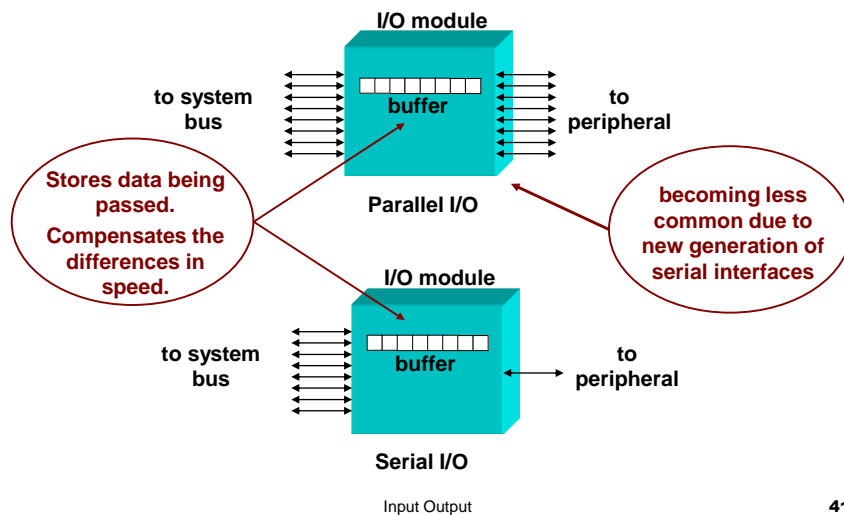 I/O module
to system
bus
buffer
to
peripheral
Stores data being
passed.
Compensates the
differences in
speed.
Parallel I/O
becoming less
common due to
new generation of
serial interfaces
I/O module
to system
bus
buffer
to
peripheral
Serial I/O
Input Output
41